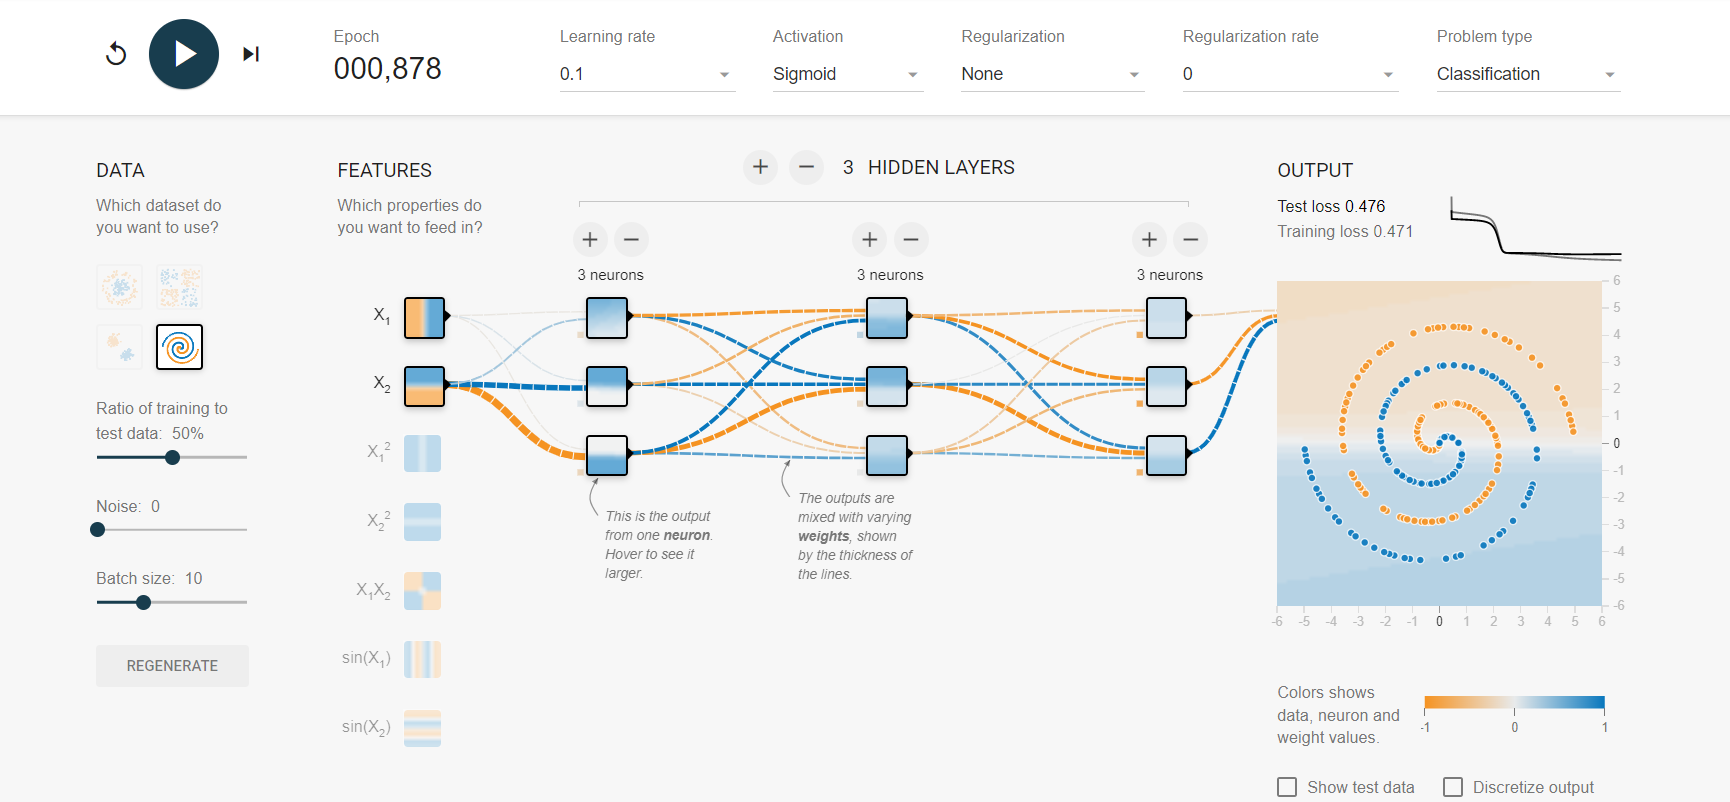 Epoch
000,878
Learning rate
0.1
Activation
Sigmoid
Regularization
None
Regularization rate
0
Problem type
Classification
DATA
Which dataset do
you want to use?
Ratio of training to
test data: 50%
Noise: 0
Batch size: 10
REGENERATE
FEATURES
Which properties do
you want to feed in?
X1
X2
X1²
X2²
X1X2
sin(X1)
sin(X2)
+ − 3 HIDDEN LAYERS
+ −
3 neurons
+ −
3 neurons
+ −
3 neurons
This is the output
from one neuron.
Hover to see it
larger.
The outputs are
mixed with varying
weights, shown
by the thickness of
the lines.
OUTPUT
Test loss 0.476
Training loss 0.471
6
5
4
3
2
1
0
-1
-2
-3
-4
-5
-6
-6 -5 -4 -3 -2 -1 0 1 2 3 4 5 6
Colors shows
data, neuron and
weight values.
-1 0 1
Show test data
Discretize output